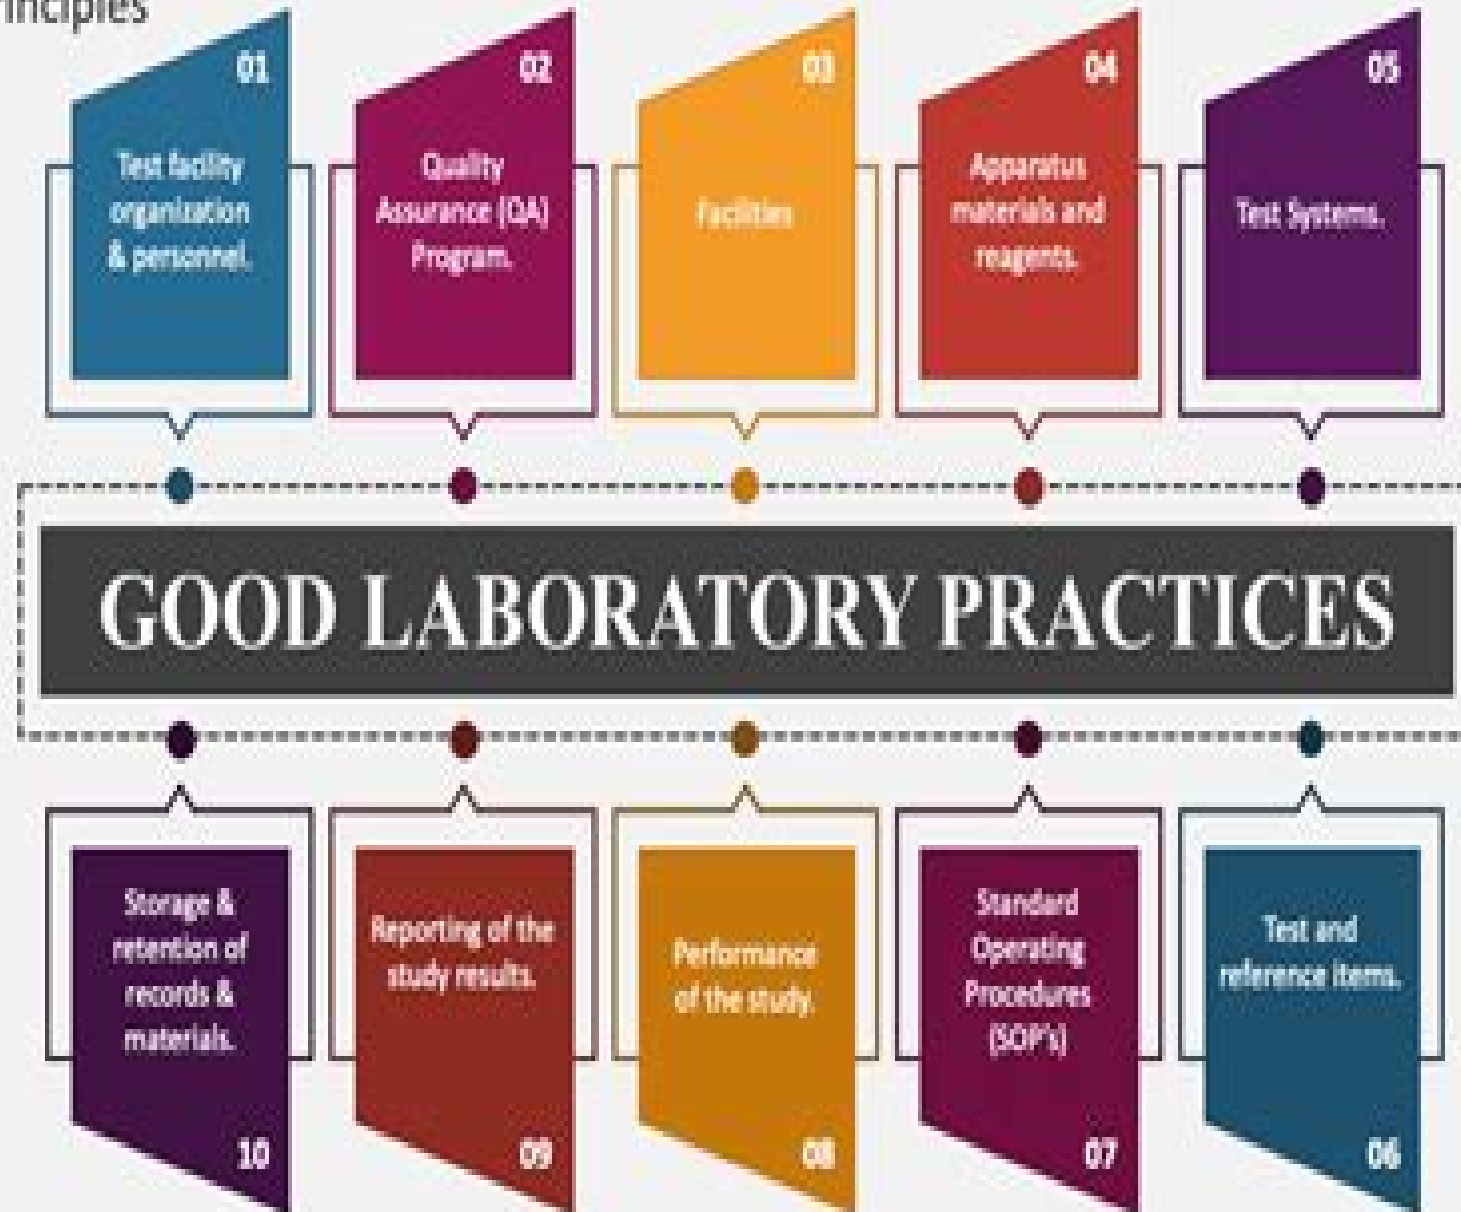 01
Test facility
organization
& personnel.
02
Quality
Assurance (QA)
Program.
03
Facilities
04
Apparatus
materials and
reagents.
05
Test Systems.
GOOD LABORATORY PRACTICES
Storage &
retention of
records &
materials.
10
Reporting of the
study results.
09
Performance
of the study.
08
Standard
Operating
Procedures
(SOP's)
07
Test and
reference items.
06